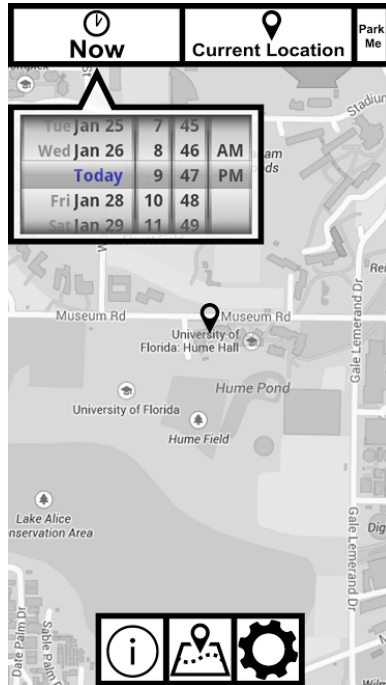 Now
Current Location
Park
Me
Tue Jan 25 7 45
Wed Jan 26 8 46 AM
Today 9 47 PM
Fri Jan 28 10 48
Sat Jan 29 11 49
Stadium
Museum Rd
Museum Rd
University of
Florida: Hume Hall
Gale Lemerand Dr
Hume Pond
University of Florida
Hume Field
Lake Alice
nservation Area
Gale Lemerand Dr
Dig
Date Palm Dr
Sable Palm
i